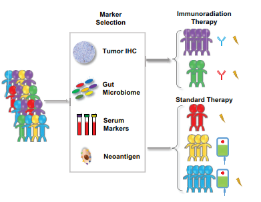 Marker
Selection
Tumor IHC
Gut
Microbiome
Serum
Markers
Neoantigen
Immunoradiation
Therapy
Standard Therapy